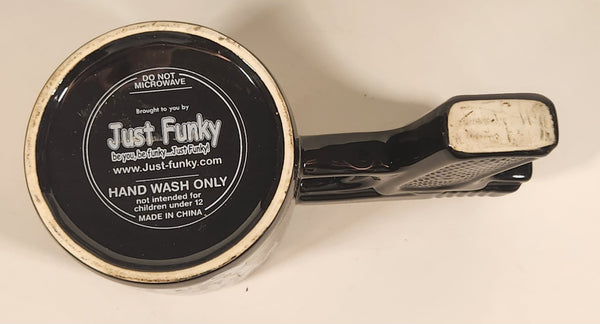 DO NOT
MICROWAVE
Brought to you by
Just Funky
be you, be funky...Just Funky!
www.Just-funky.com
HAND WASH ONLY
not intended for
children under 12
MADE IN CHINA